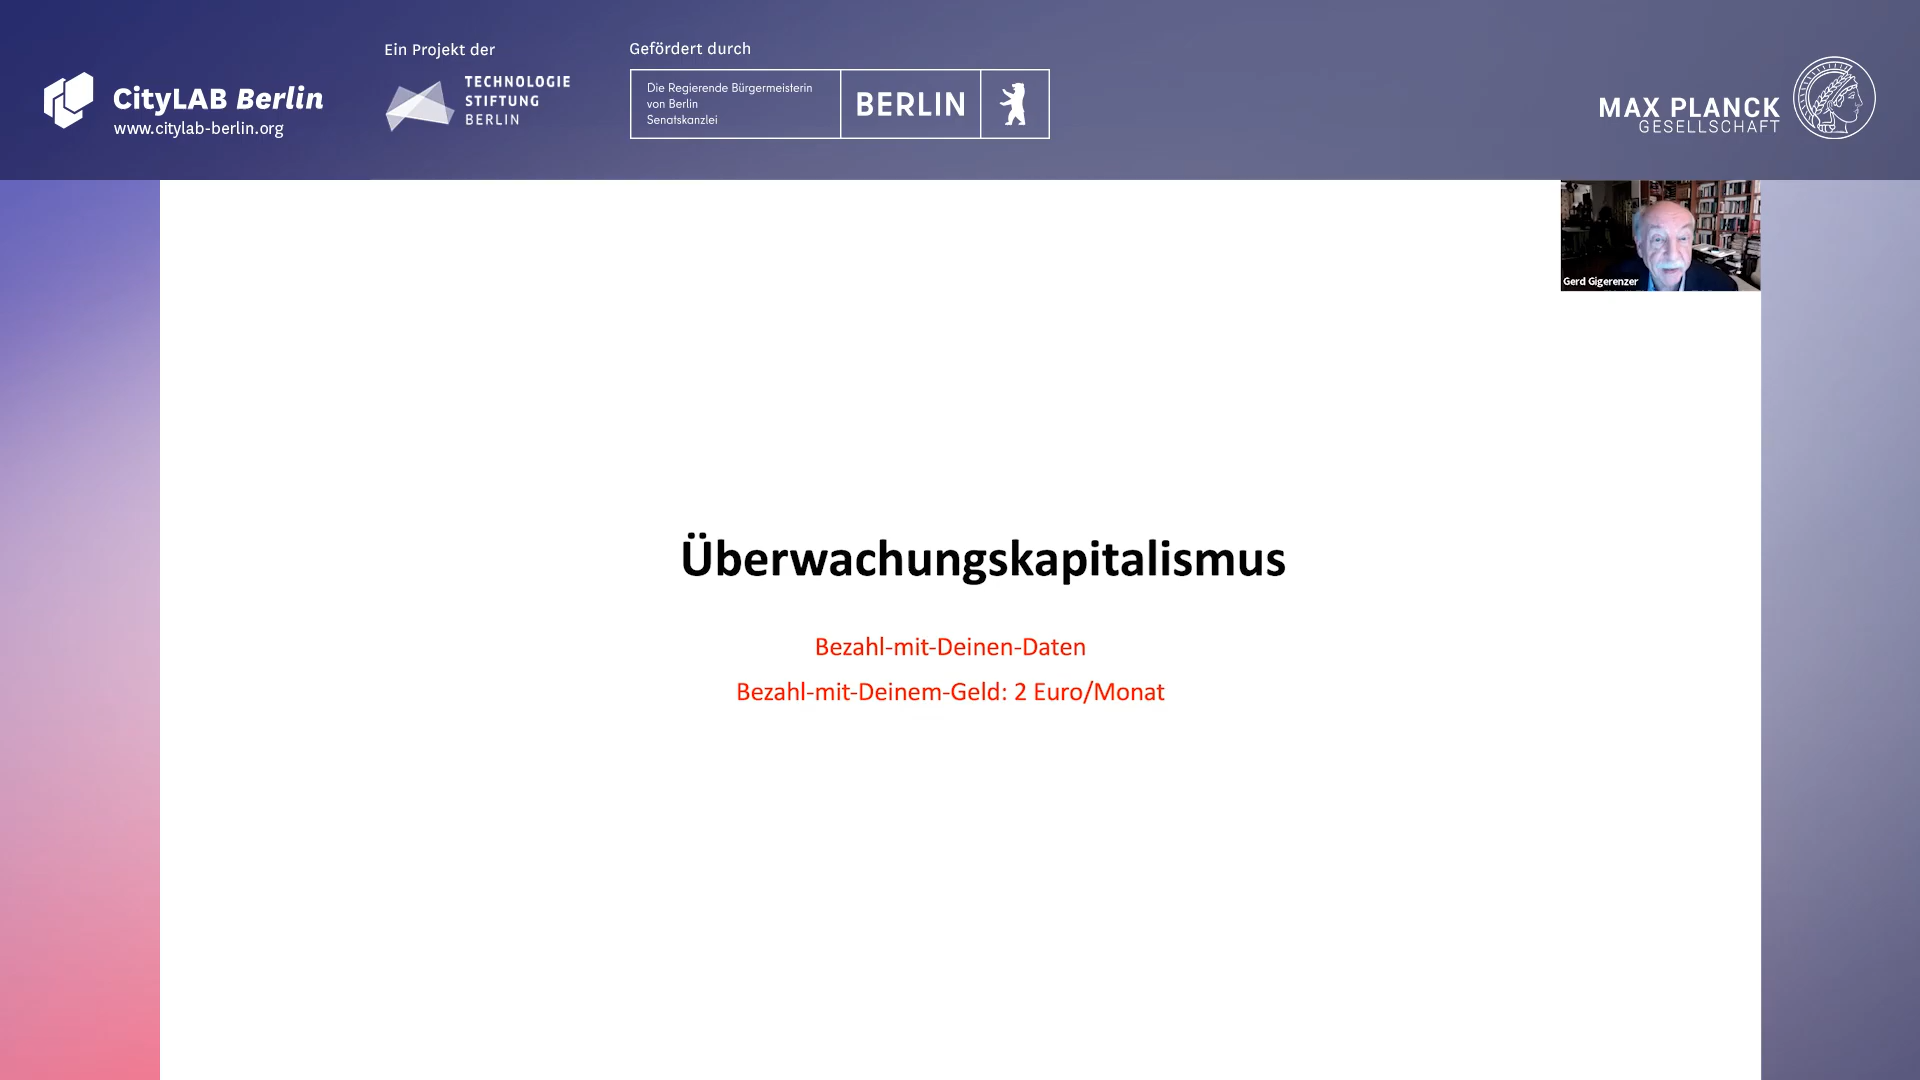 CityLAB Berlin
www.citylab-berlin.org
Ein Projekt der
TECHNOLOGIE
STIFTUNG
BERLIN
Gefördert durch
Die Regierende Bürgermeisterin
von Berlin
Senatskanzlei
BERLIN
MAX PLANCK
GESELLSCHAFT
Gerd Gigerenzer
Überwachungskapitalismus
Bezahl-mit-Deinen-Daten
Bezahl-mit-Deinem-Geld: 2 Euro/Monat